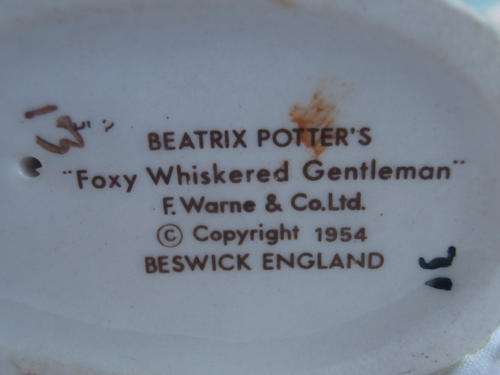 BEATRIX POTTER'S
"Foxy Whiskered Gentleman"
F. Warne & Co. Ltd.
© Copyright 1954
BESWICK ENGLAND